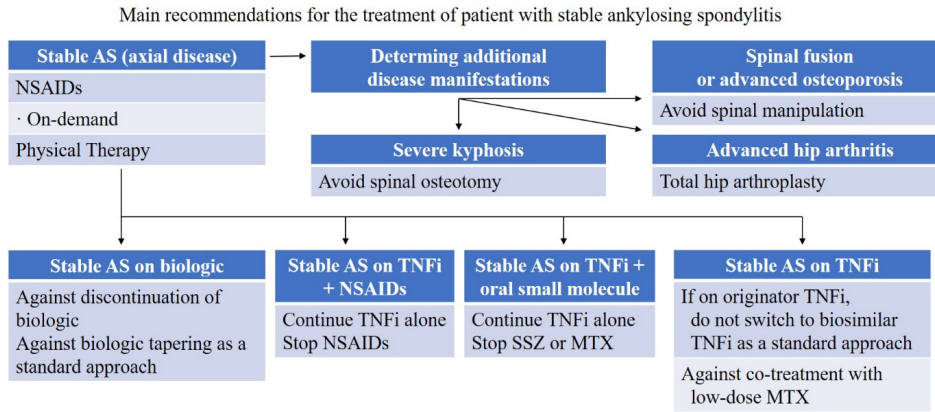 Main recommendations for the treatment of patient with stable ankylosing spondylitis
Stable AS (axial disease)
NSAIDs
· On-demand
Physical Therapy
Determing additional
disease manifestations
Spinal fusion
or advanced osteoporosis
Avoid spinal manipulation
Severe kyphosis
Avoid spinal osteotomy
Advanced hip arthritis
Total hip arthroplasty
Stable AS on biologic
Against discontinuation of
biologic
Against biologic tapering as a
standard approach
Stable AS on TNFi
+ NSAIDs
Continue TNFi alone
Stop NSAIDs
Stable AS on TNFi +
oral small molecule
Continue TNFi alone
Stop SSZ or MTX
Stable AS on TNFi
If on originator TNFi,
do not switch to biosimilar
TNFi as a standard approach
Against co-treatment with
low-dose MTX